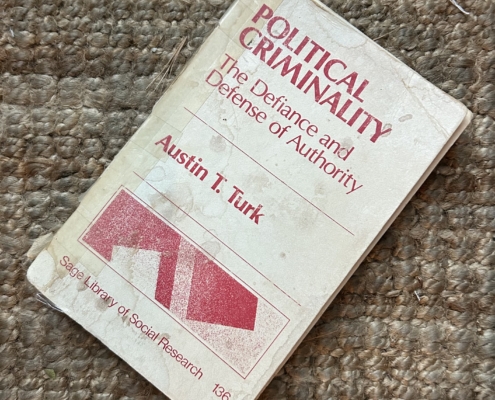 POLITICAL
CRIMINALITY
The Defiance and
Defense of Authority
Austin T. Turk
Sage Library of Social Research 136